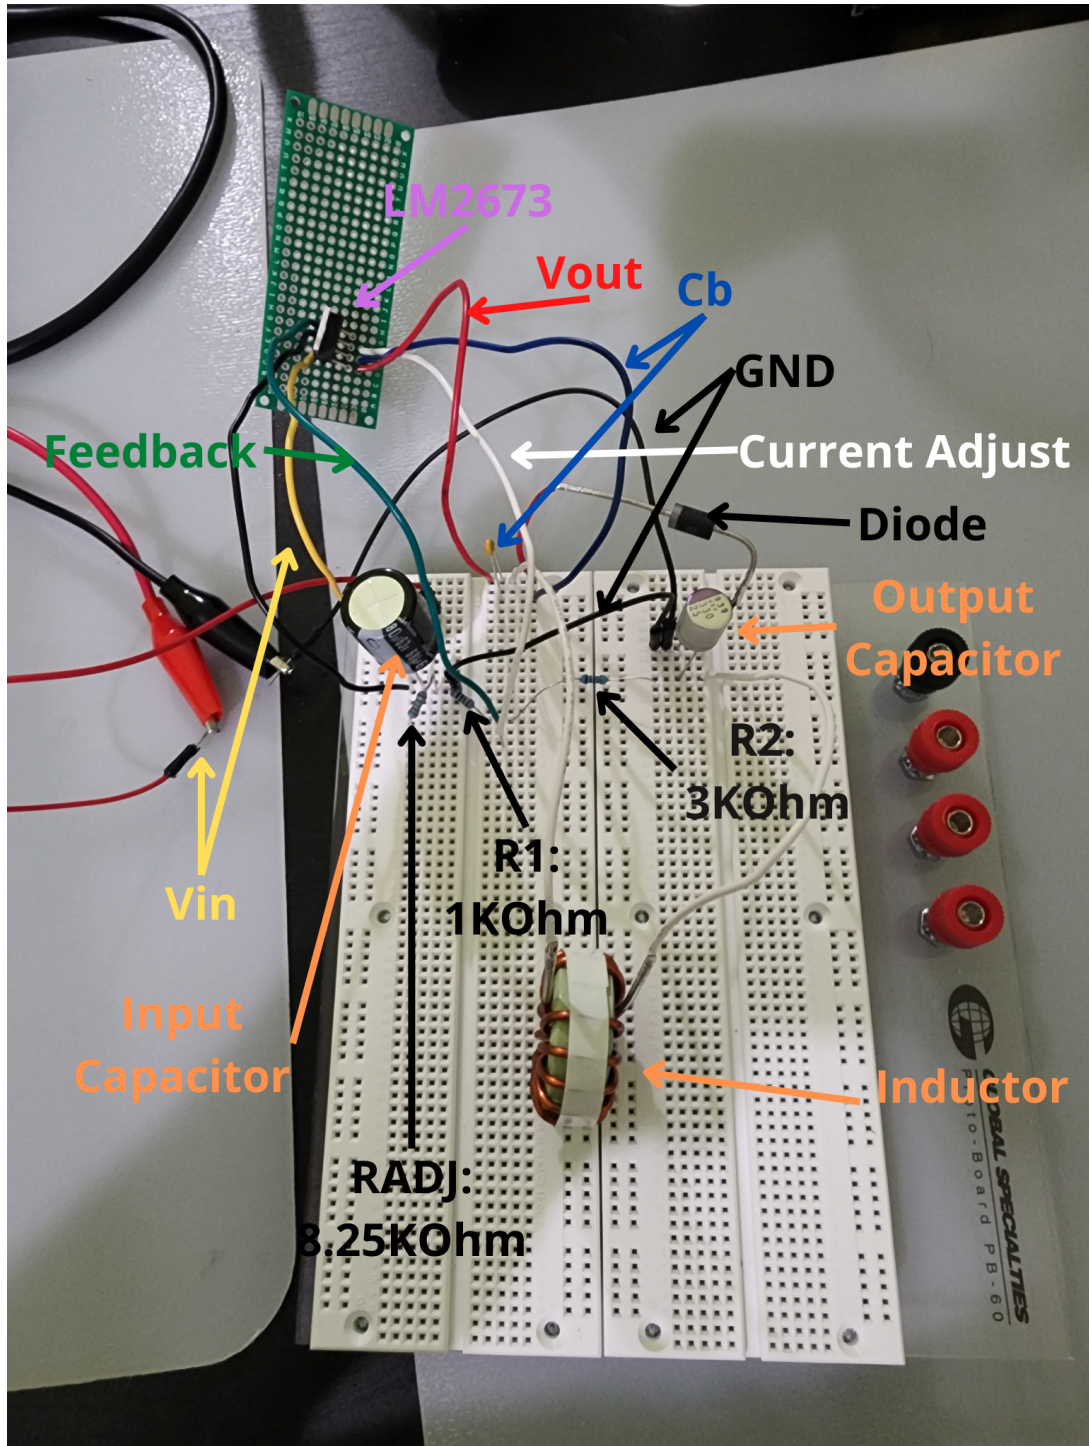 LM2673
Vout
Cb
GND
Feedback
Current Adjust
Diode
Output
Capacitor
R2:
3KOhm
R1:
1KOhm
Vin
Input
Capacitor
Inductor
RADJ:
8.25KOhm
GLOBAL SPECIALTIES
Proto-Board PB-60